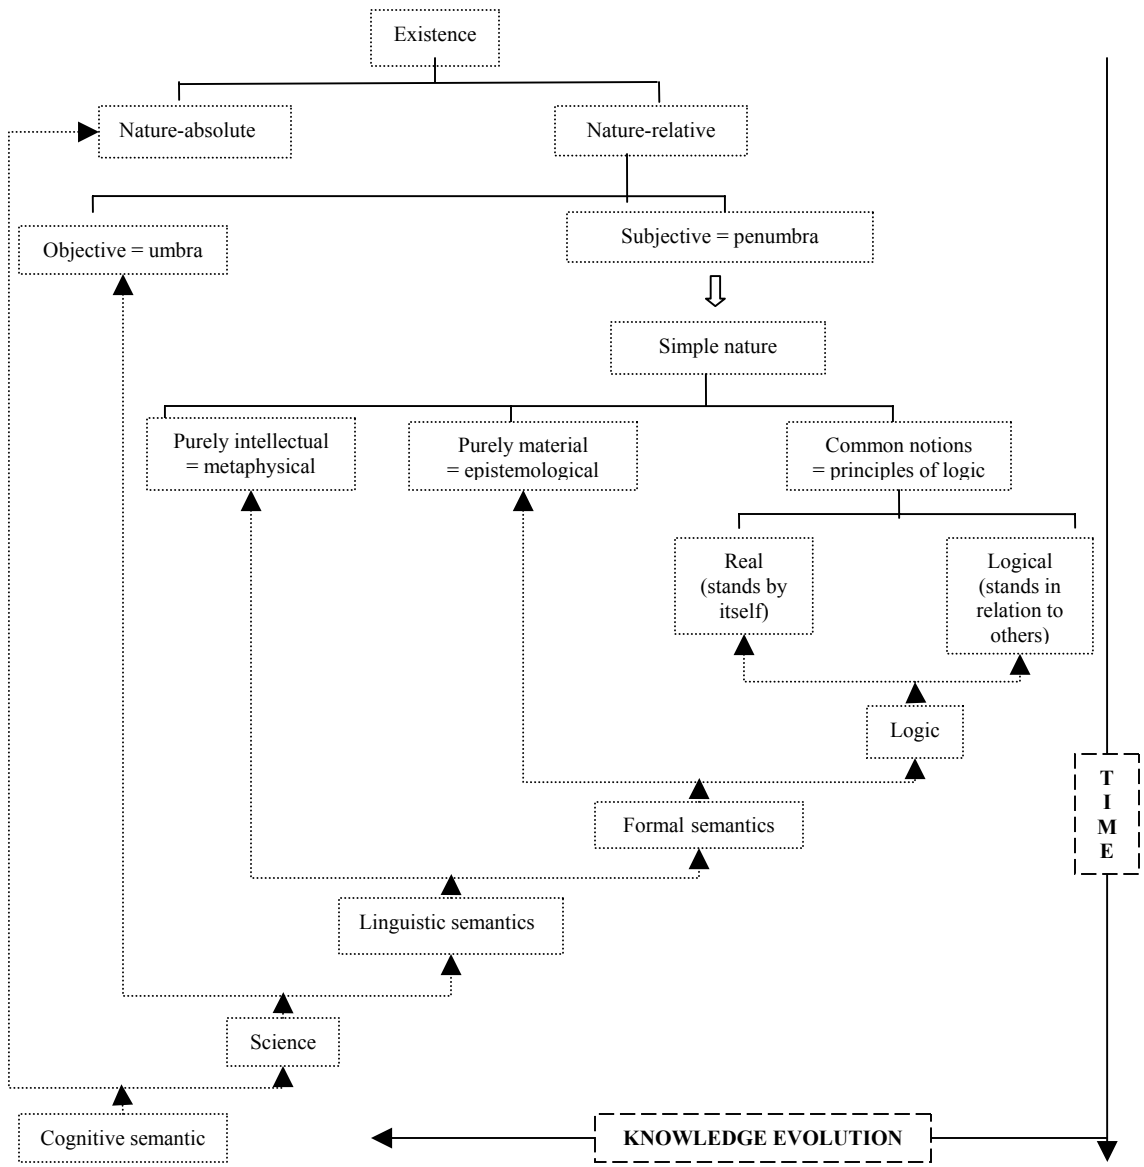 Existence
Nature-absolute
Nature-relative
Objective = umbra
Subjective = penumbra
Simple nature
Purely intellectual
= metaphysical
Purely material
= epistemological
Common notions
= principles of logic
Real
(stands by
itself)
Logical
(stands in
relation to
others)
Logic
T
I
M
E
Formal semantics
Linguistic semantics
Science
Cognitive semantic
KNOWLEDGE EVOLUTION